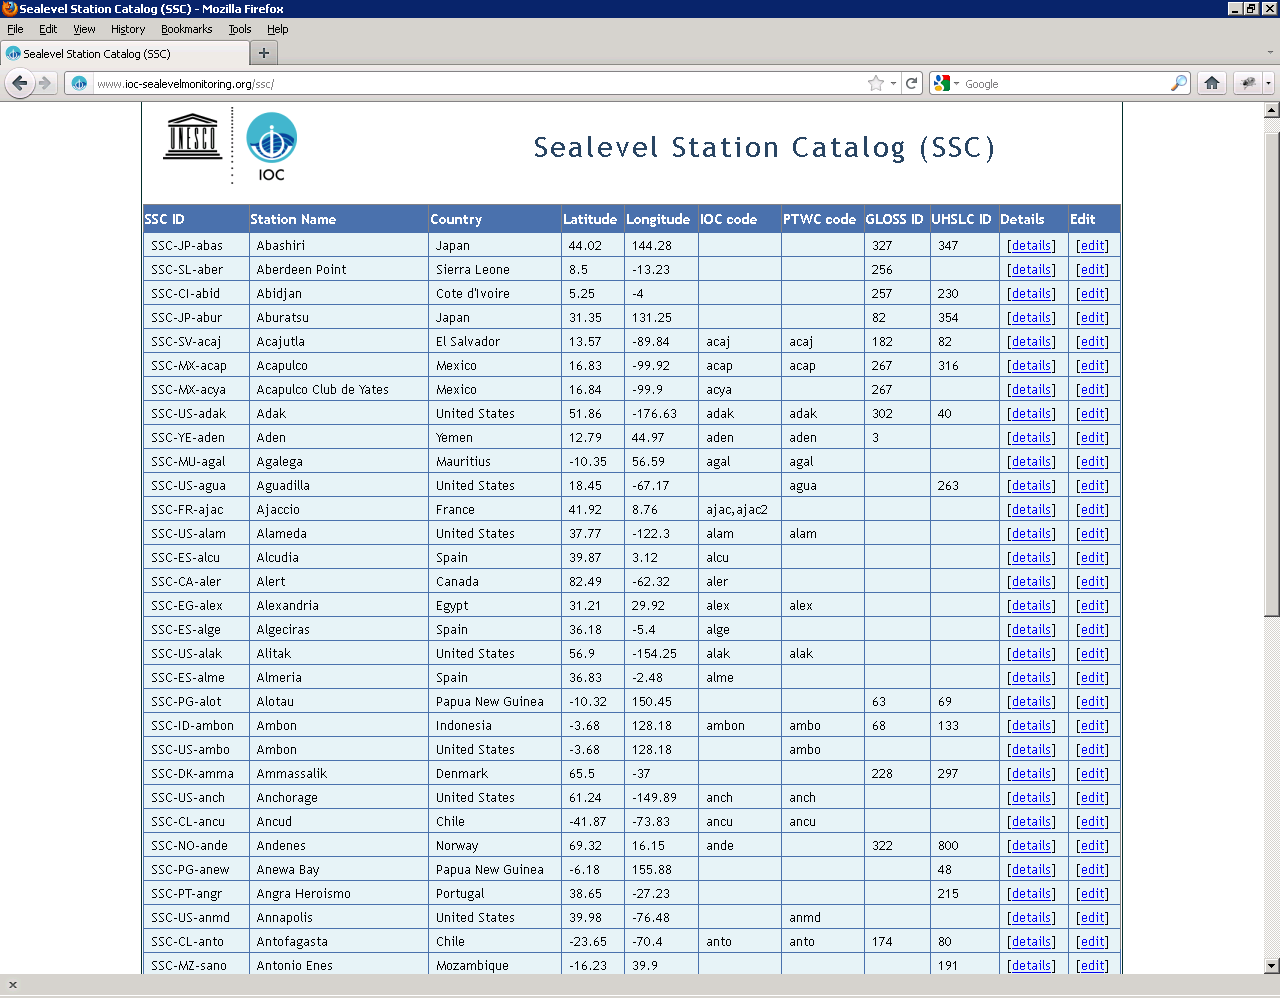 Sealevel Station Catalog (SSC) - Mozilla Firefox
File Edit View History Bookmarks Tools Help
Sealevel Station Catalog (SSC)
www.ioc-sealevelmonitoring.org/ssc/ Google
UNESCO
IOC
Sealevel Station Catalog (SSC)
SSC ID Station Name Country Latitude Longitude IOC code PTWC code GLOSS ID UHSLC ID Details Edit
SSC-JP-abas Abashiri Japan 44.02 144.28 327 347 [details] [edit]
SSC-SL-aber Aberdeen Point Sierra Leone 8.5 -13.23 256 [details] [edit]
SSC-CI-abid Abidjan Cote d'Ivoire 5.25 -4 257 230 [details] [edit]
SSC-JP-abur Aburatsu Japan 31.35 131.25 82 354 [details] [edit]
SSC-SV-acaj Acajutla El Salvador 13.57 -89.84 acaj acaj 182 82 [details] [edit]
SSC-MX-acap Acapulco Mexico 16.83 -99.92 acap acap 267 316 [details] [edit]
SSC-MX-acya Acapulco Club de Yates Mexico 16.84 -99.9 acya 267 [details] [edit]
SSC-US-adak Adak United States 51.86 -176.63 adak adak 302 40 [details] [edit]
SSC-YE-aden Aden Yemen 12.79 44.97 aden aden 3 [details] [edit]
SSC-MU-agal Agalega Mauritius -10.35 56.59 agal agal [details] [edit]
SSC-US-agua Aguadilla United States 18.45 -67.17 agua 263 [details] [edit]
SSC-FR-ajac Ajaccio France 41.92 8.76 ajac,ajac2 [details] [edit]
SSC-US-alam Alameda United States 37.77 -122.3 alam alam [details] [edit]
SSC-ES-alcu Alcudia Spain 39.87 3.12 alcu [details] [edit]
SSC-CA-aler Alert Canada 82.49 -62.32 aler [details] [edit]
SSC-EG-alex Alexandria Egypt 31.21 29.92 alex alex [details] [edit]
SSC-ES-alge Algeciras Spain 36.18 -5.4 alge [details] [edit]
SSC-US-alak Alitak United States 56.9 -154.25 alak alak [details] [edit]
SSC-ES-alme Almeria Spain 36.83 -2.48 alme [details] [edit]
SSC-PG-alot Alotau Papua New Guinea -10.32 150.45 63 69 [details] [edit]
SSC-ID-ambon Ambon Indonesia -3.68 128.18 ambon ambo 68 133 [details] [edit]
SSC-US-ambo Ambon United States -3.68 128.18 ambo [details] [edit]
SSC-DK-amma Ammassalik Denmark 65.5 -37 228 297 [details] [edit]
SSC-US-anch Anchorage United States 61.24 -149.89 anch anch [details] [edit]
SSC-CL-ancu Ancud Chile -41.87 -73.83 ancu ancu [details] [edit]
SSC-NO-ande Andenes Norway 69.32 16.15 ande 322 800 [details] [edit]
SSC-PG-anew Anewa Bay Papua New Guinea -6.18 155.88 48 [details] [edit]
SSC-PT-angr Angra Heroismo Portugal 38.65 -27.23 215 [details] [edit]
SSC-US-anmd Annapolis United States 39.98 -76.48 anmd [details] [edit]
SSC-CL-anto Antofagasta Chile -23.65 -70.4 anto anto 174 80 [details] [edit]
SSC-MZ-sano Antonio Enes Mozambique -16.23 39.9 191 [details] [edit]